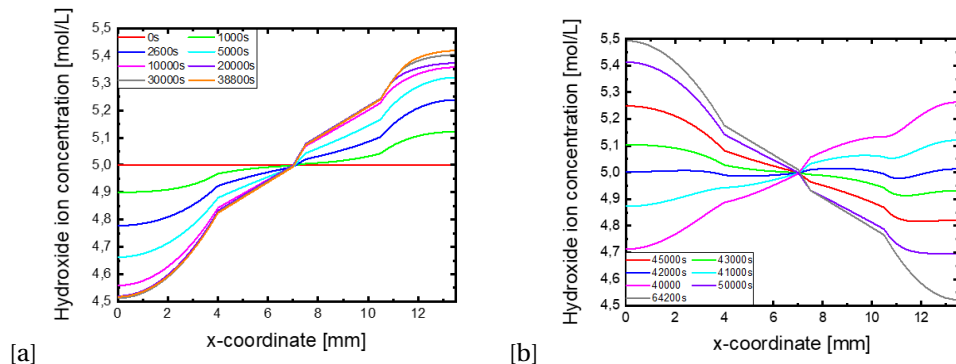 Hydroxide ion concentration [mol/L]
5,5
5,4
5,3
5,2
5,1
5,0
4,9
4,8
4,7
4,6
4,5
0s 1000s
2600s 5000s
10000s 20000s
30000s 38800s
0 2 4 6 8 10 12
x-coordinate [mm]
[a]
Hydroxide ion concentration [mol/L]
5,5
5,4
5,3
5,2
5,1
5,0
4,9
4,8
4,7
4,6
4,5
45000s 43000s
42000s 41000s
40000 50000s
64200s
0 2 4 6 8 10 12
x-coordinate [mm]
[b]